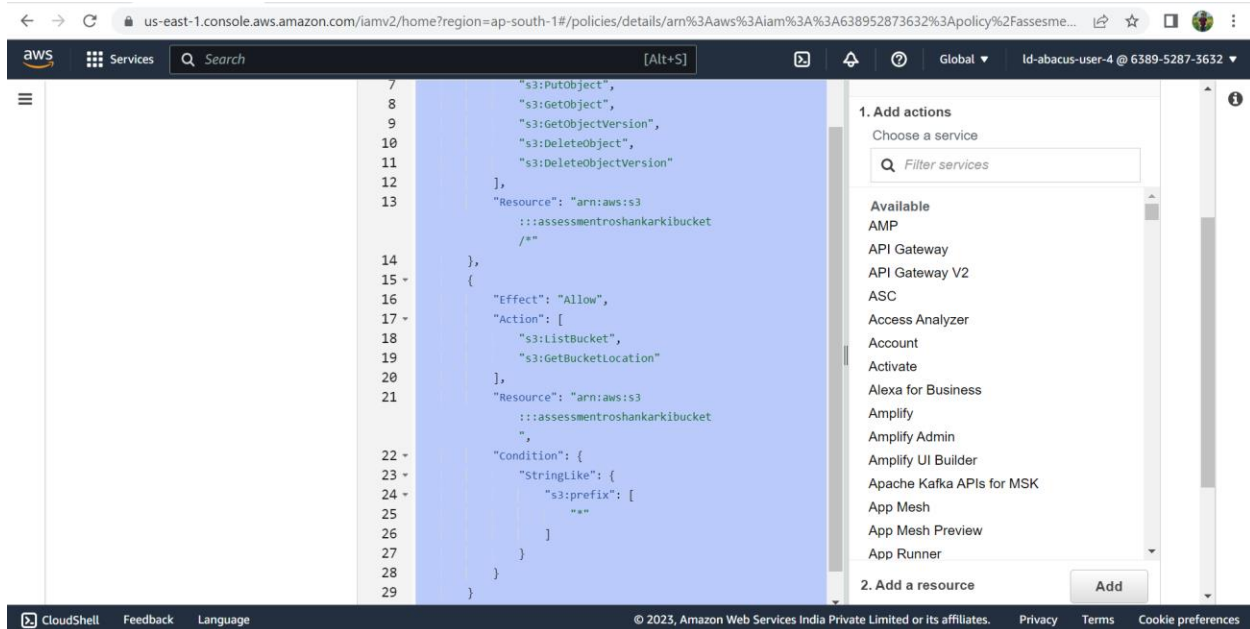 us-east-1.console.aws.amazon.com/iamv2/home?region=ap-south-1#/policies/details/arn%3Aaws%3Aiam%3A%3A638952873632%3Apolicy%2Fassesme...
aws Services Search [Alt+S] Global ld-abacus-user-4 @ 6389-5287-3632
7 "s3:PutObject",
8 "s3:GetObject",
9 "s3:GetObjectVersion",
10 "s3:DeleteObject",
11 "s3:DeleteObjectVersion"
12 ],
13 "Resource": "arn:aws:s3
:::assessmentroshankarkibucket
/*"
14 },
15 {
16 "Effect": "Allow",
17 "Action": [
18 "s3:ListBucket",
19 "s3:GetBucketLocation"
20 ],
21 "Resource": "arn:aws:s3
:::assessmentroshankarkibucket
",
22 "Condition": {
23 "StringLike": {
24 "s3:prefix": [
25 "*"
26 ]
27 }
28 }
29 }
1. Add actions
Choose a service
Filter services
Available
AMP
API Gateway
API Gateway V2
ASC
Access Analyzer
Account
Activate
Alexa for Business
Amplify
Amplify Admin
Amplify UI Builder
Apache Kafka APIs for MSK
App Mesh
App Mesh Preview
App Runner
2. Add a resource Add
CloudShell Feedback Language © 2023, Amazon Web Services India Private Limited or its affiliates. Privacy Terms Cookie preferences